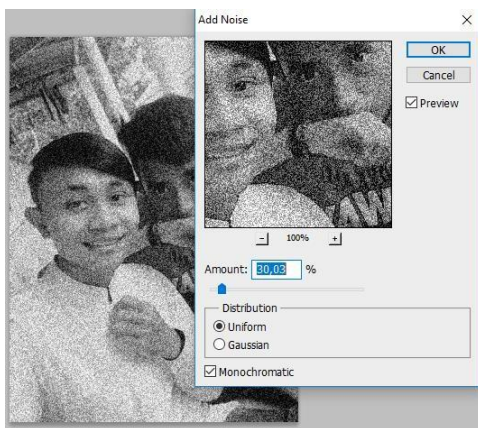 Add Noise
OK
Cancel
Preview
100%
Amount: 30,03 %
Distribution
Uniform
Gaussian
Monochromatic